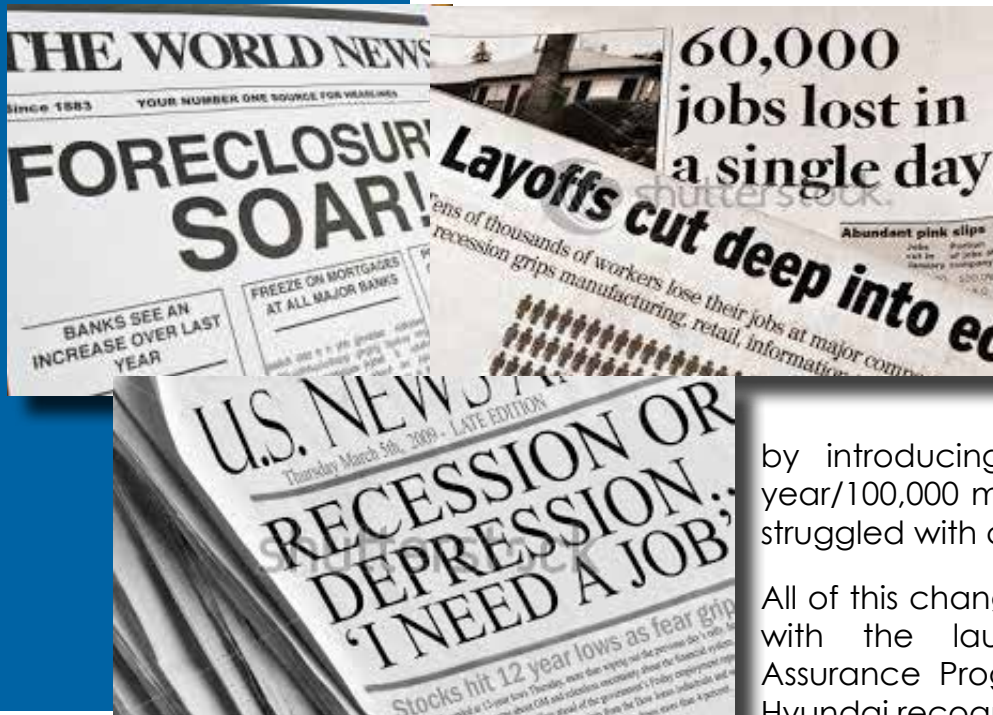 THE WORLD NEWS
Since 1883
YOUR NUMBER ONE SOURCE FOR HEADLINES
FORECLOSUR
SOAR!
BANKS SEE AN
INCREASE OVER LAST
YEAR
FREEZE ON MORTGAGES
AT ALL MAJOR BANKS
60,000
jobs lost in
a single day
shutterstock.
Abundant pink slips
Layoffs cut deep into ec
Tens of thousands of workers lose their jobs at major comp
recession grips manufacturing, retail, information
U.S. NEWS A
Thursday March 5th, 2009 - LATE EDITION
RECESSION OR
DEPRESSION..
'I NEED A JOB'
shutterstock
Stocks hit 12 year lows as fear grip
by introducing
year/100,000 m
struggled with
All of this chang
with the lau
Assurance Prog
Hyundai recog